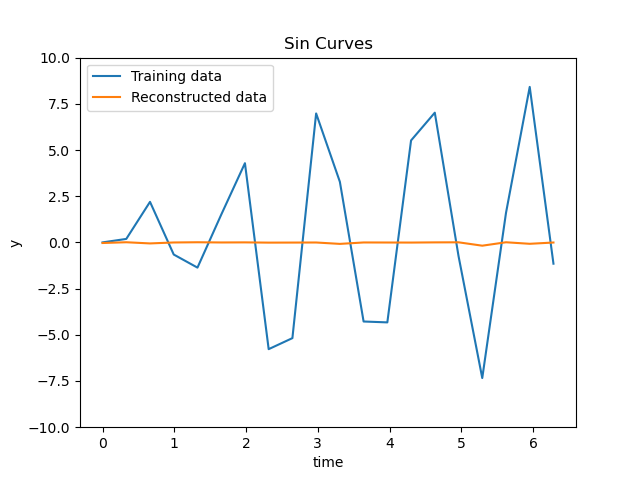 Sin Curves
Training data
Reconstructed data
10.0
7.5
5.0
2.5
0.0
−2.5
−5.0
−7.5
−10.0
y
0 1 2 3 4 5 6
time